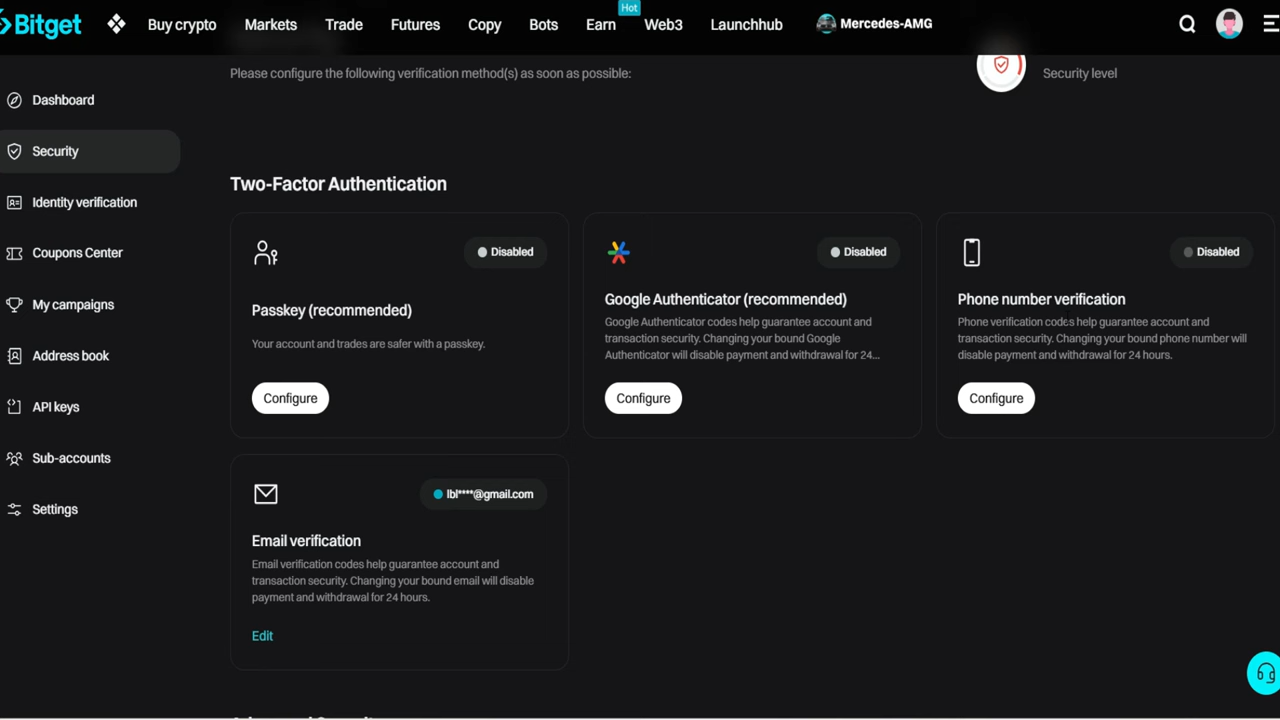 Bitget
Buy crypto
Markets
Trade
Futures
Copy
Bots
Earn
Hot
Web3
Launchhub
Mercedes-AMG
Please configure the following verification method(s) as soon as possible:
Security level
Dashboard
Security
Identity verification
Coupons Center
My campaigns
Address book
API keys
Sub-accounts
Settings
Two-Factor Authentication
Disabled
Passkey (recommended)
Your account and trades are safer with a passkey.
Configure
Disabled
Google Authenticator (recommended)
Google Authenticator codes help guarantee account and
transaction security. Changing your bound Google
Authenticator will disable payment and withdrawal for 24...
Configure
Disabled
Phone number verification
Phone verification codes help guarantee account and
transaction security. Changing your bound phone number will
disable payment and withdrawal for 24 hours.
Configure
lbl****@gmail.com
Email verification
Email verification codes help guarantee account and
transaction security. Changing your bound email will disable
payment and withdrawal for 24 hours.
Edit